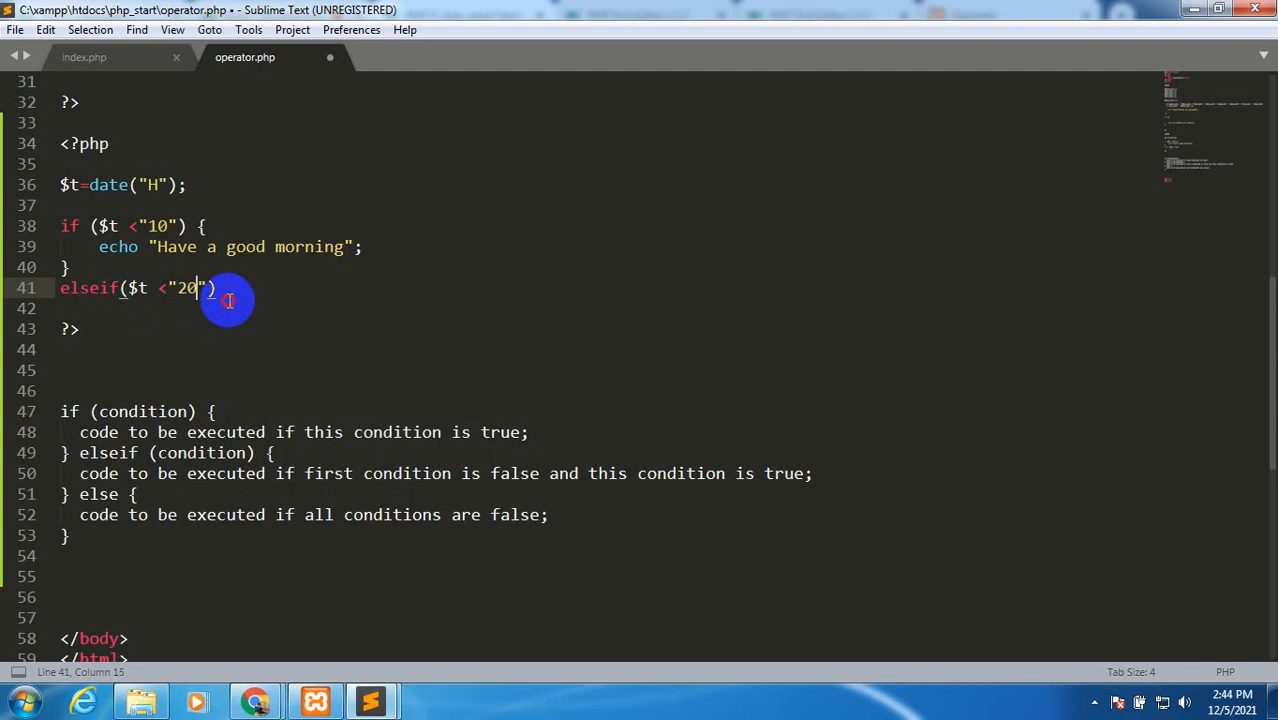 C:\xampp\htdocs\php_start\operator.php • - Sublime Text (UNREGISTERED)
File Edit Selection Find View Goto Tools Project Preferences Help
index.php operator.php
31
32 ?>
33
34 <?php
35
36 $t=date("H");
37
38 if ($t <"10") {
39 echo "Have a good morning";
40 }
41 elseif($t <"20")
42
43 ?>
44
45
46
47 if (condition) {
48 code to be executed if this condition is true;
49 } elseif (condition) {
50 code to be executed if first condition is false and this condition is true;
51 } else {
52 code to be executed if all conditions are false;
53 }
54
55
56
57
58 </body>
59 </html>
Line 41, Column 15 Tab Size: 4 PHP
2:44 PM
12/5/2021